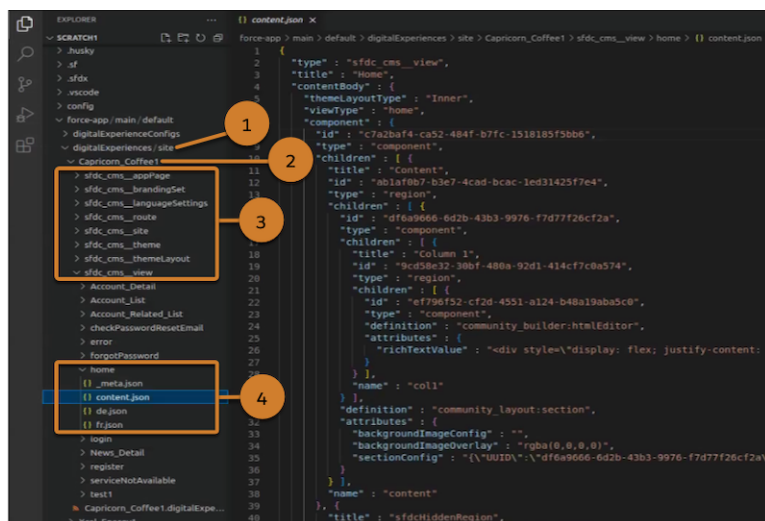 EXPLORER
SCRATCH1
> .husky
> .sf
> .sfdx
> .vscode
> config
force-app/main/default
> digitalExperienceConfigs
digitalExperiences/site
Capricorn_Coffee1
> sfdc_cms__appPage
> sfdc_cms__brandingSet
> sfdc_cms__languageSettings
> sfdc_cms__route
> sfdc_cms__site
> sfdc_cms__theme
> sfdc_cms__themeLayout
sfdc_cms__view
> Account_Detail
> Account_List
> Account_Related_List
> checkPasswordResetEmail
> error
> forgotPassword
home
{} _meta.json
{} content.json
{} de.json
{} fr.json
> login
> News_Detail
> register
> serviceNotAvailable
> test1
Capricorn_Coffee1.digitalExpe...
1
2
3
4
{} content.json ×
force-app > main > default > digitalExperiences > site > Capricorn_Coffee1 > sfdc_cms__view > home > {} content.json
1 {
2 "type" : "sfdc_cms__view",
3 "title" : "Home",
4 "contentBody" : {
5 "themeLayoutType" : "Inner",
"viewType" : "home",
"component" : {
"id" : "c7a2baf4-ca52-484f-b7fc-1518185f5bb6",
9 "type" : "component",
10 "children" : [ {
11 "title" : "Content",
12 "id" : "ab1af0b7-b3e7-4cad-bcac-1ed31425f7e4",
13 "type" : "region",
14 "children" : [ {
15 "id" : "df6a9666-6d2b-43b3-9976-f7d77f26cf2a",
"type" : "component",
"children" : [ {
18 "title" : "Column 1",
19 "id" : "9cd58e32-30bf-480a-92d1-414cf7c0a574",
20 "type" : "region",
21 "children" : [ {
22 "id" : "ef796f52-cf2d-4551-a124-b48a19aba5c0",
23 "type" : "component",
24 "definition" : "community_builder:htmlEditor",
25 "attributes" : {
26 "richTextValue" : "<div style=\"display: flex; justify-content:
27 }
28 } ],
"name" : "col1"
} ],
"definition" : "community_layout:section",
32 "attributes" : {
33 "backgroundImageConfig" : "",
34 "backgroundImageOverlay" : "rgba(0,0,0,0)",
35 "sectionConfig" : "{\"UUID\":\"df6a9666-6d2b-43b3-9976-f7d77f26cf2a\
36 }
37 } ],
38 "name" : "content"
39 }, {
40 "title" : "sfdcHiddenRegion",